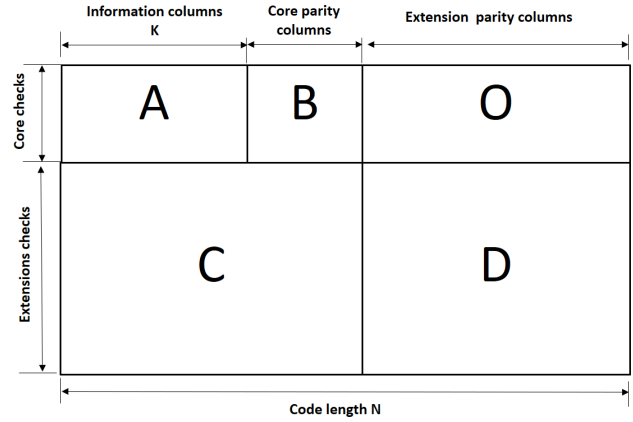 Information columns
K
Core parity
columns
Extension parity columns
Core checks
A
B
O
Extensions checks
C
D
Code length N